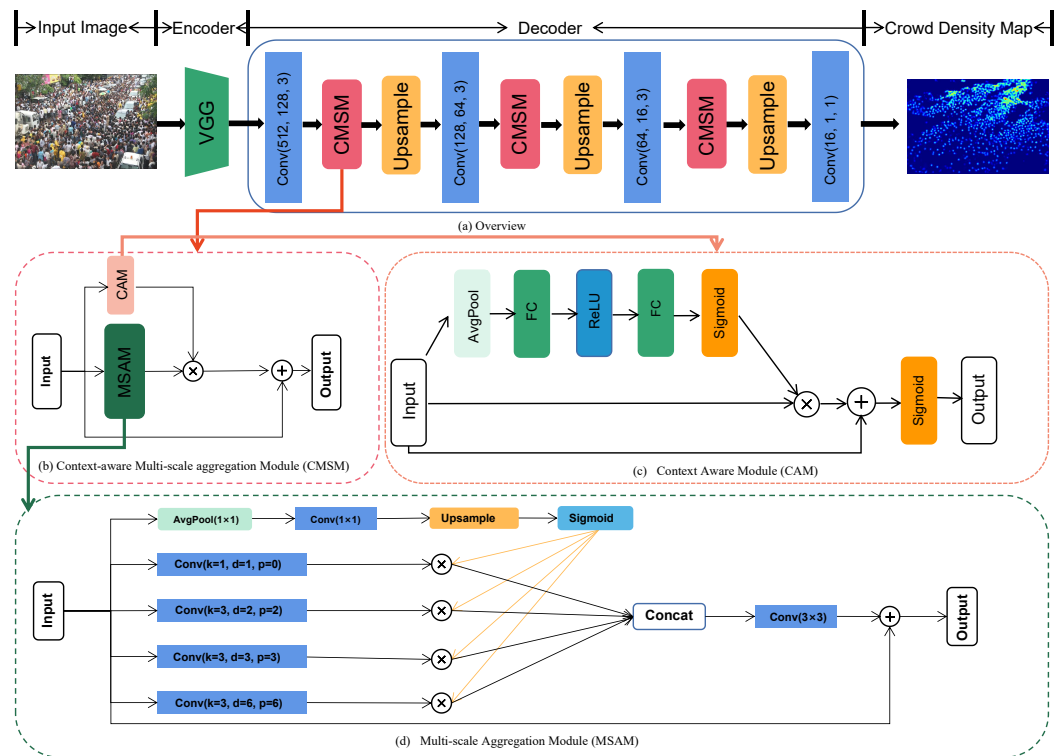 Input Image
Encoder
Decoder
Crowd Density Map
VGG
Conv(512, 128, 3)
CMSM
Upsample
Conv(128, 64, 3)
CMSM
Upsample
Conv(64, 16, 3)
CMSM
Upsample
Conv(16, 1, 1)
(a) Overview
Input
CAM
MSAM
×
+
Output
(b) Context-aware Multi-scale aggregation Module (CMSM)
Input
AvgPool
FC
ReLU
FC
Sigmoid
×
+
Sigmoid
Output
(c) Context Aware Module (CAM)
Input
AvgPool(1×1)
Conv(1×1)
Upsample
Sigmoid
Conv(k=1, d=1, p=0)
×
Conv(k=3, d=2, p=2)
×
Conv(k=3, d=3, p=3)
×
Conv(k=3, d=6, p=6)
×
Concat
Conv(3×3)
+
Output
(d) Multi-scale Aggregation Module (MSAM)